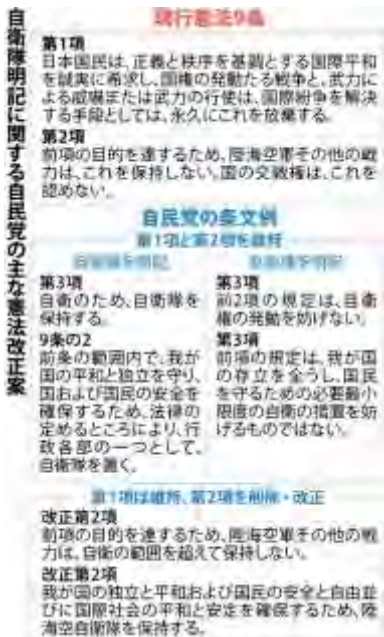 自衛隊明記に関する自民党の主な憲法改正案
現行憲法9条
第1項
日本国民は、正義と秩序を基調とする国際平和
を誠実に希求し、国権の発動たる戦争と、武力に
よる威嚇または武力の行使は、国際紛争を解決
する手段としては、永久にこれを放棄する。
第2項
前項の目的を達するため、陸海空軍その他の戦
力は、これを保持しない。国の交戦権は、これを
認めない。
自民党の条文例
第1項と第2項を維持
自衛隊を明記
第3項
自衛のため、自衛隊を
保持する。
9条の2
前条の範囲内で、我が
国の平和と独立を守り、
国および国民の安全を
確保するため、法律の
定めるところにより、行
政各部の一つとして、
自衛隊を置く。
自衛権を明記
第3項
前2項の規定は、自衛
権の発動を妨げない。
第3項
前項の規定は、我が国
の存立を全うし、国民
を守るための必要最小
限度の自衛の措置を妨
げるものではない。
第1項は維持、第2項を削除・改正
改正第2項
前項の目的を達するため、陸海空軍その他の戦
力は、自衛の範囲を超えて保持しない。
改正第2項
我が国の独立と平和および国民の安全と自由並
びに国際社会の平和と安定を確保するため、陸
海空自衛隊を保持する。